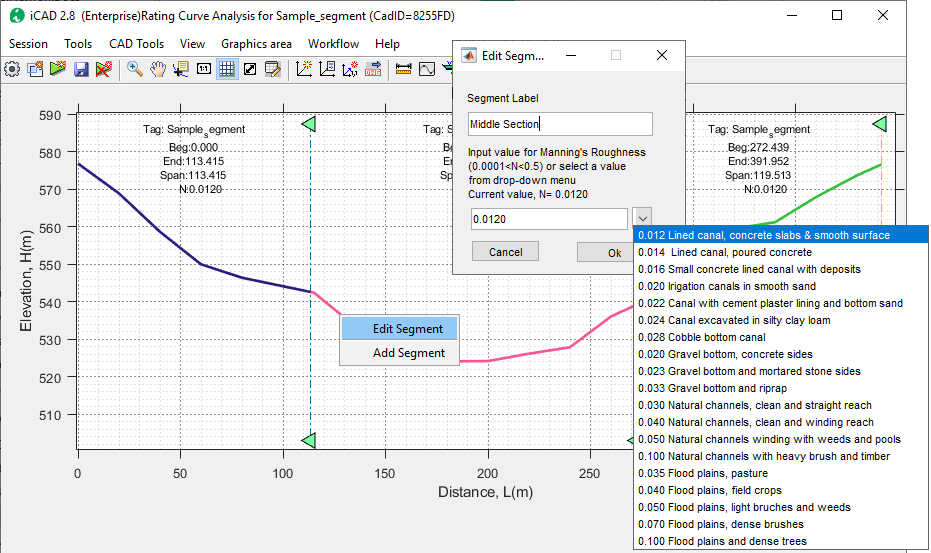 iCAD 2.8 (Enterprise)Rating Curve Analysis for Sample_segment (CadID=8255FD)
Session Tools CAD Tools View Graphics area Workflow Help
Edit Segm...
Segment Label
Middle Section
Input value for Manning's Roughness
(0.0001<N<0.5) or select a value
from drop-down menu
Current value, N= 0.0120
0.0120
Cancel Ok
0.012 Lined canal, concrete slabs & smooth surface
0.014 Lined canal, poured concrete
0.016 Small concrete lined canal with deposits
0.020 Irigation canals in smooth sand
0.022 Canal with cement plaster lining and bottom sand
0.024 Canal excavated in silty clay loam
0.028 Cobble bottom canal
0.020 Gravel bottom, concrete sides
0.023 Gravel bottom and mortared stone sides
0.033 Gravel bottom and riprap
0.030 Natural channels, clean and straight reach
0.040 Natural channels, clean and winding reach
0.050 Natural channels winding with weeds and pools
0.100 Natural channels with heavy brush and timber
0.035 Flood plains, pasture
0.040 Flood plains, field crops
0.050 Flood plains, light bruches and weeds
0.070 Flood plains, dense brushes
0.100 Flood plains and dense trees
Tag: Sample_segment
Beg:0.000
End:113.415
Span:113.415
N:0.0120
Tag: Sample_segment
Beg:272.439
End:391.952
Span:119.513
N:0.0120
Edit Segment
Add Segment
Elevation, H(m)
590
580
570
560
550
540
530
520
510
0 50 100 150 200 250
Distance, L(m)